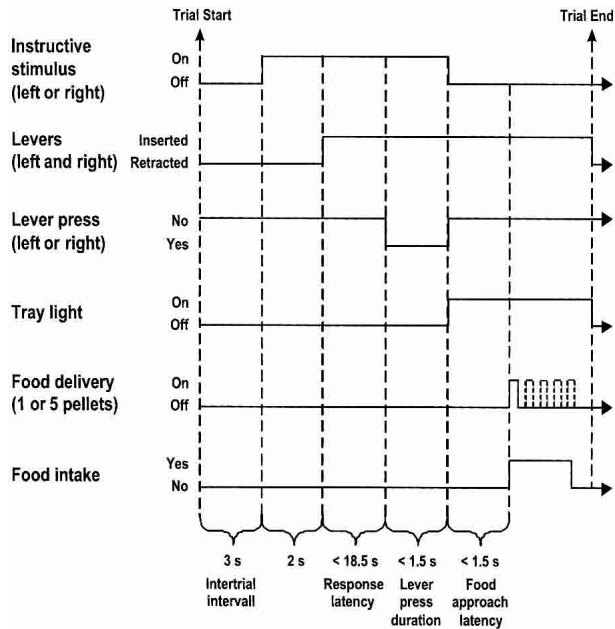 Trial Start
Trial End
Instructive
stimulus
(left or right)
On
Off
Levers
(left and right)
Inserted
Retracted
Lever press
(left or right)
No
Yes
Tray light
On
Off
Food delivery
(1 or 5 pellets)
On
Off
Food intake
Yes
No
3 s
2 s
< 18.5 s
< 1.5 s
< 1.5 s
Intertrial
intervall
Response
latency
Lever
press
duration
Food
approach
latency